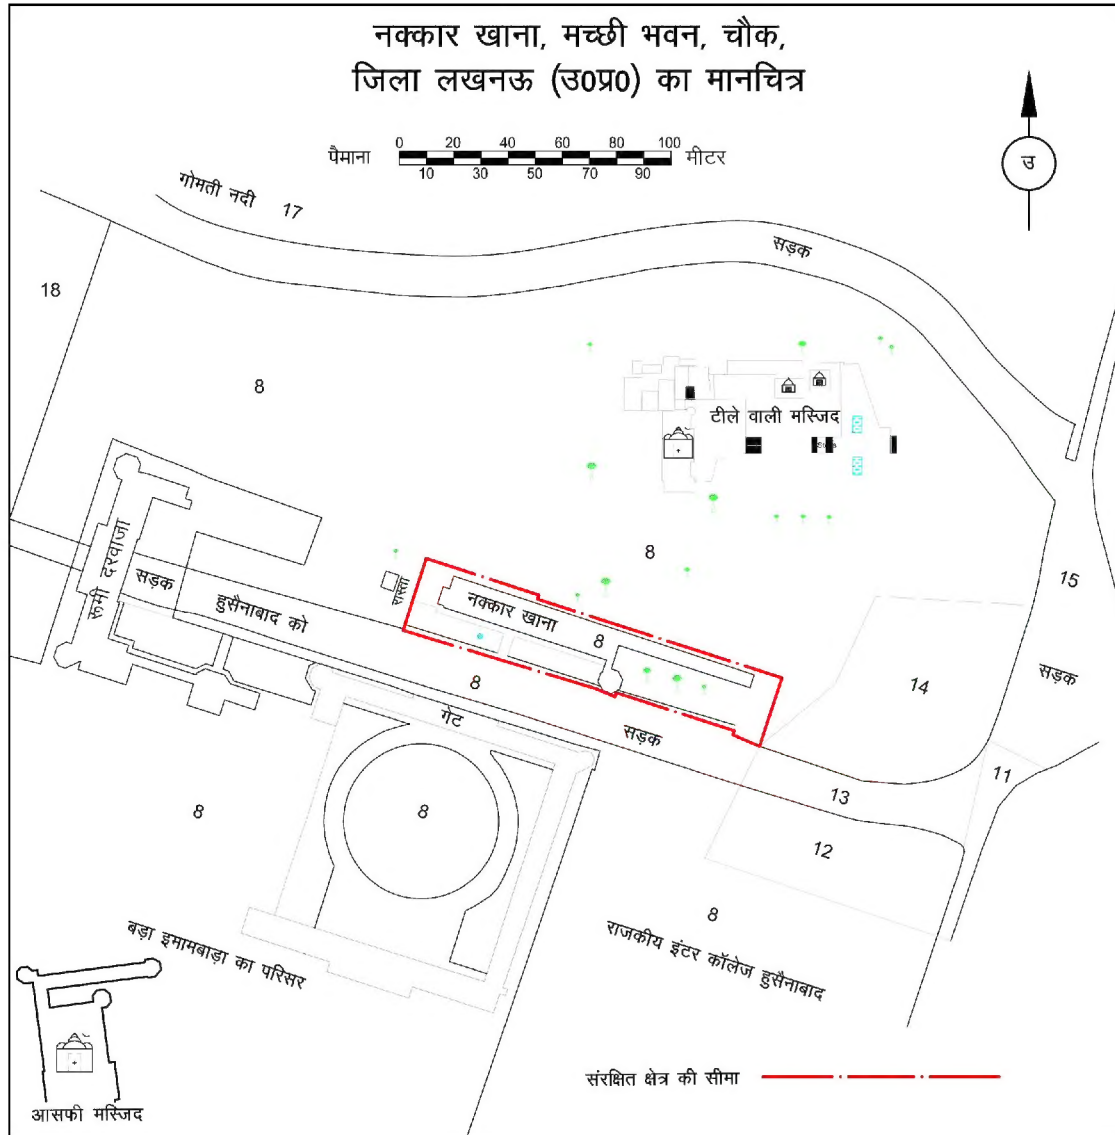 नक्कार खाना, मच्छी भवन, चौक,
जिला लखनऊ (उ0प्र0) का मानचित्र
0 20 40 60 80 100
पैमाना मीटर
10 30 50 70 90
उ
गोमती नदी 17
सड़क
18
8
टीले वाली मस्जिद
रूमी दरवाजा
सड़क
हुसैनाबाद को
रास्ता
नक्कार खाना
8
8
15
8
गेट
सड़क
14
सड़क
11
13
12
8
8
8
बड़ा इमामबाड़ा का परिसर
राजकीय इंटर कॉलेज हुसैनाबाद
आसफी मस्जिद
संरक्षित क्षेत्र की सीमा